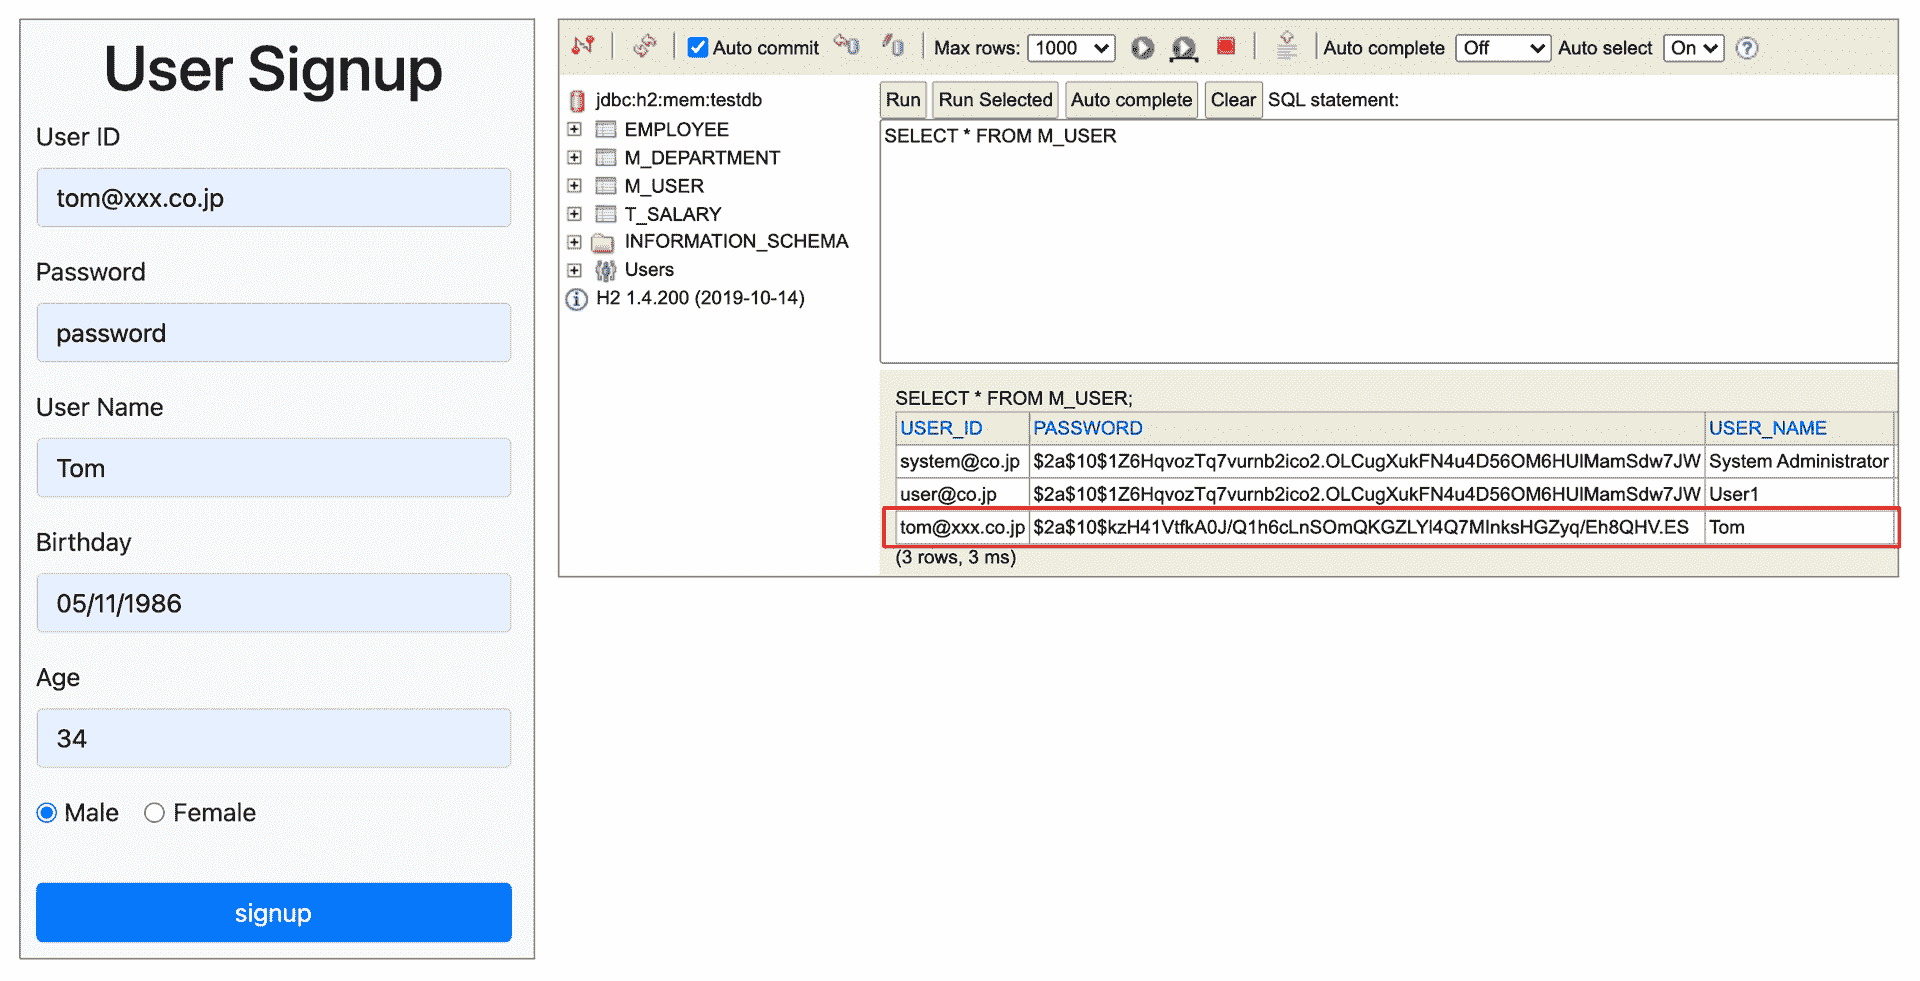 User Signup
User ID
tom@xxx.co.jp
Password
password
User Name
Tom
Birthday
05/11/1986
Age
34
Male Female
signup
Auto commit Max rows: 1000 Auto complete Off Auto select On
jdbc:h2:mem:testdb
EMPLOYEE
M_DEPARTMENT
M_USER
T_SALARY
INFORMATION_SCHEMA
Users
H2 1.4.200 (2019-10-14)
Run Run Selected Auto complete Clear SQL statement:
SELECT * FROM M_USER
SELECT * FROM M_USER;
USER_ID PASSWORD USER_NAME
system@co.jp $2a$10$1Z6HqvozTq7vurnb2ico2.OLCugXukFN4u4D56OM6HUlMamSdw7JW System Administrator
user@co.jp $2a$10$1Z6HqvozTq7vurnb2ico2.OLCugXukFN4u4D56OM6HUlMamSdw7JW User1
tom@xxx.co.jp $2a$10$kzH41VtfkA0J/Q1h6cLnSOmQKGZLYl4Q7MInksHGZyq/Eh8QHV.ES Tom
(3 rows, 3 ms)